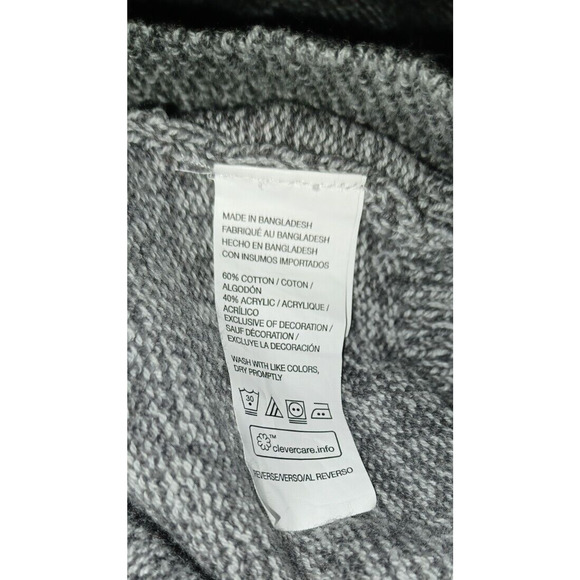 MADE IN BANGLADESH
FABRIQUÉ AU BANGLADESH
HECHO EN BANGLADESH
CON INSUMOS IMPORTADOS
60% COTTON / COTON /
ALGODÓN
40% ACRYLIC / ACRYLIQUE /
ACRÍLICO
EXCLUSIVE OF DECORATION /
SAUF DÉCORATION /
EXCLUYE LA DECORACIÓN
WASH WITH LIKE COLORS,
DRY PROMPTLY
30
™
clevercare.info
REVERSE/VERSO/AL REVERSO